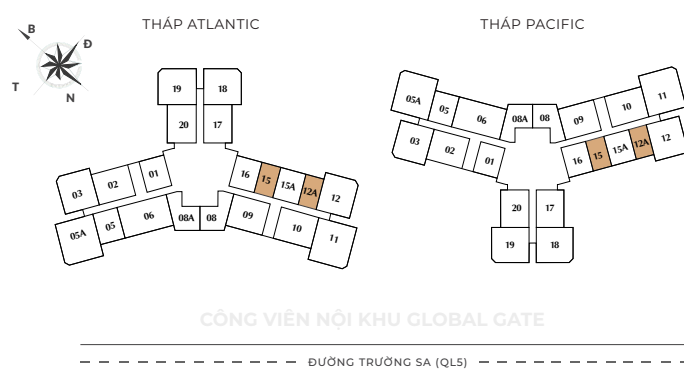 THÁP ATLANTIC
THÁP PACIFIC
B
Đ
T
N
19
18
20
17
03
02
01
16
15
15A
12A
12
05A
05
06
08A
08
09
10
11
05A
05
06
08A
08
09
10
11
03
02
01
16
15
15A
12A
12
20
17
19
18
CÔNG VIÊN NỘI KHU GLOBAL GATE
ĐƯỜNG TRƯỜNG SA (QL5)